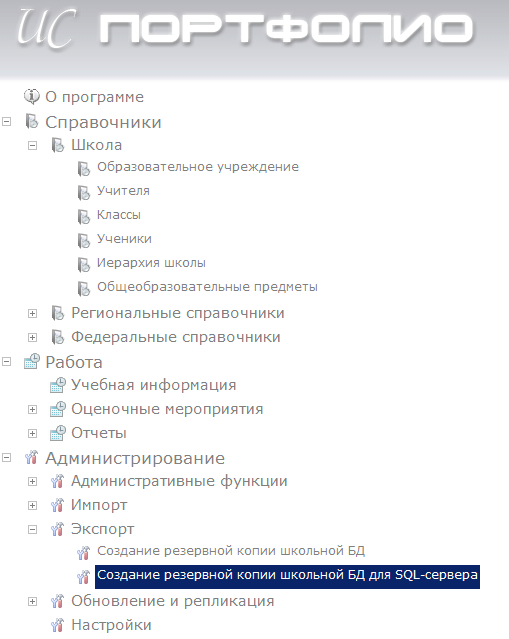 ИС ПОРТФОЛИО
О программе
Справочники
Школа
Образовательное учреждение
Учителя
Классы
Ученики
Иерархия школы
Общеобразовательные предметы
Региональные справочники
Федеральные справочники
Работа
Учебная информация
Оценочные мероприятия
Отчеты
Администрирование
Административные функции
Импорт
Экспорт
Создание резервной копии школьной БД
Создание резервной копии школьной БД для SQL-сервера
Обновление и репликация
Настройки